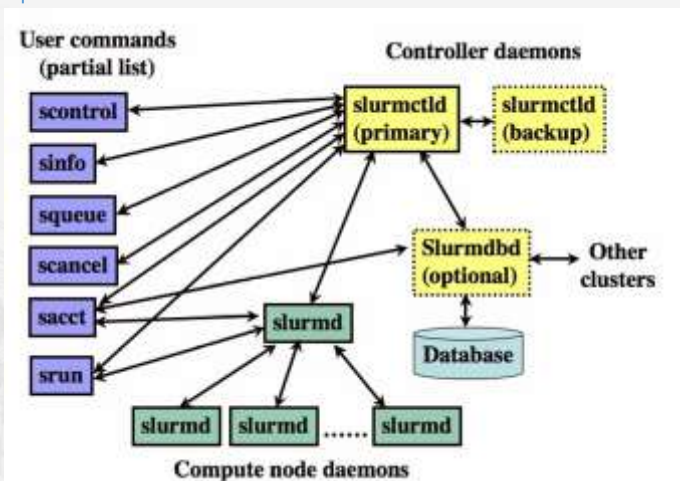 User commands
(partial list)
Controller daemons
scontrol
sinfo
squeue
scancel
sacct
srun
slurmctld
(primary)
slurmctld
(backup)
Slurmdbd
(optional)
Other
clusters
Database
slurmd
slurmd
slurmd
......
slurmd
Compute node daemons